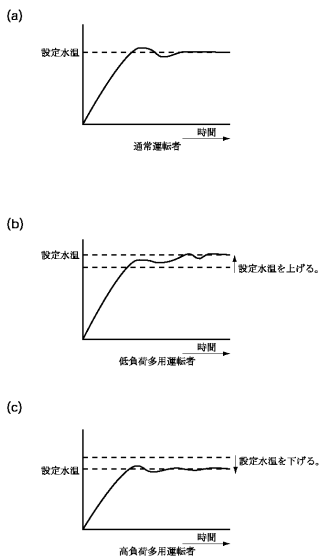 (a)
設定水温
時間
通常運転者
(b)
設定水温
設定水温を上げる。
時間
低負荷多用運転者
(c)
設定水温を下げる。
設定水温
時間
高負荷多用運転者